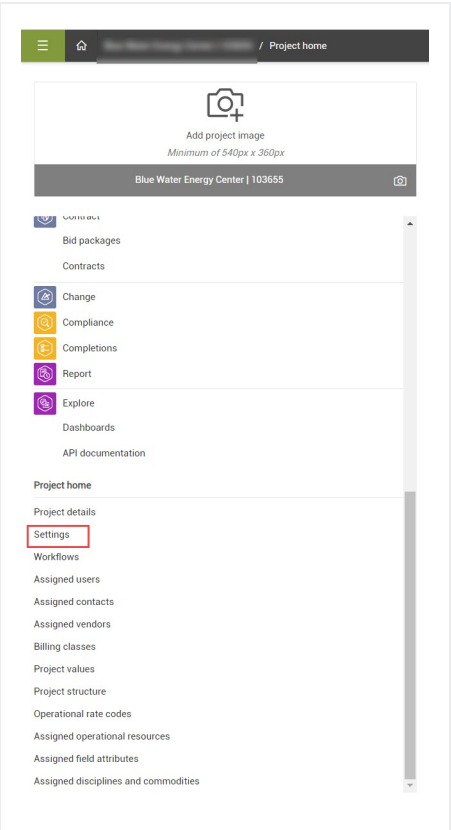 / Project home
Add project image
Minimum of 540px x 360px
Blue Water Energy Center | 103655
Contract
Bid packages
Contracts
Change
Compliance
Completions
Report
Explore
Dashboards
API documentation
Project home
Project details
Settings
Workflows
Assigned users
Assigned contacts
Assigned vendors
Billing classes
Project values
Project structure
Operational rate codes
Assigned operational resources
Assigned field attributes
Assigned disciplines and commodities